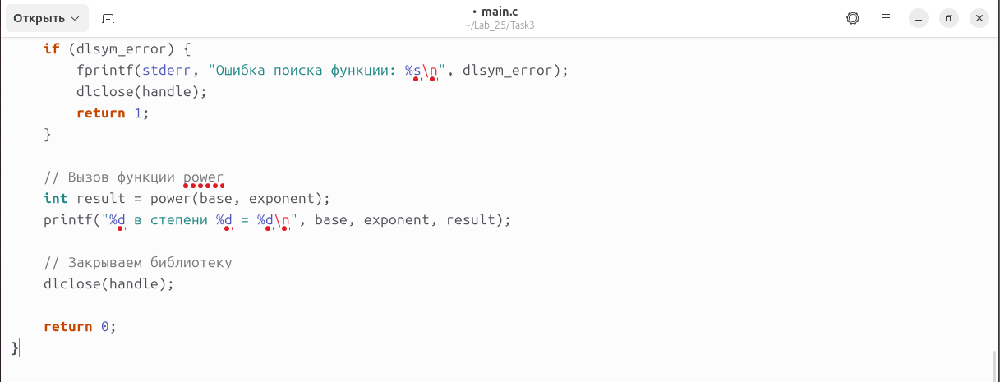 Открыть
• main.c
~/Lab_25/Task3
if (dlsym_error) {
fprintf(stderr, "Ошибка поиска функции: %s\n", dlsym_error);
dlclose(handle);
return 1;
}
// Вызов функции power
int result = power(base, exponent);
printf("%d в степени %d = %d\n", base, exponent, result);
// Закрываем библиотеку
dlclose(handle);
return 0;
}